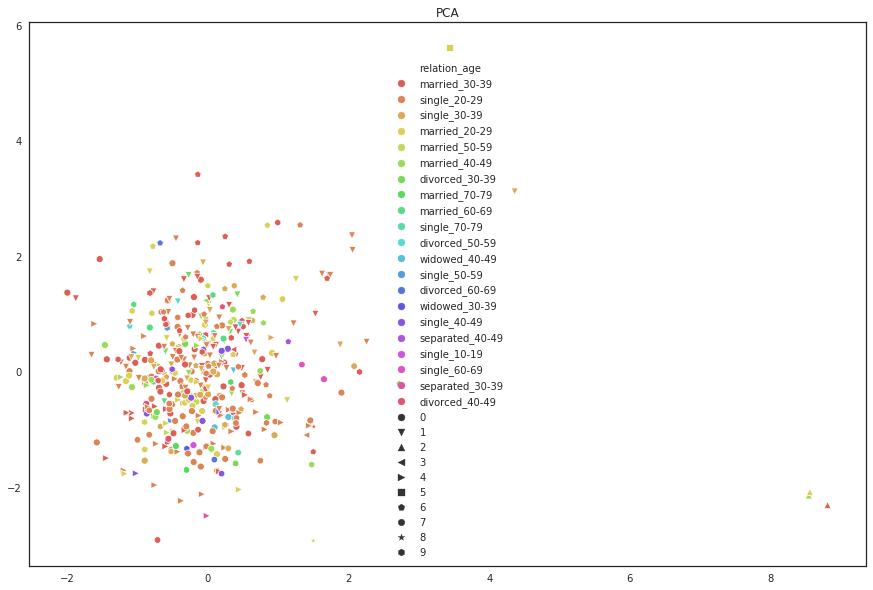 PCA
6
4
2
0
−2
relation_age
married_30-39
single_20-29
single_30-39
married_20-29
married_50-59
married_40-49
divorced_30-39
married_70-79
married_60-69
single_70-79
divorced_50-59
widowed_40-49
single_50-59
divorced_60-69
widowed_30-39
single_40-49
separated_40-49
single_10-19
single_60-69
separated_30-39
divorced_40-49
0
1
2
3
4
5
6
7
8
9
−2
0
2
4
6
8